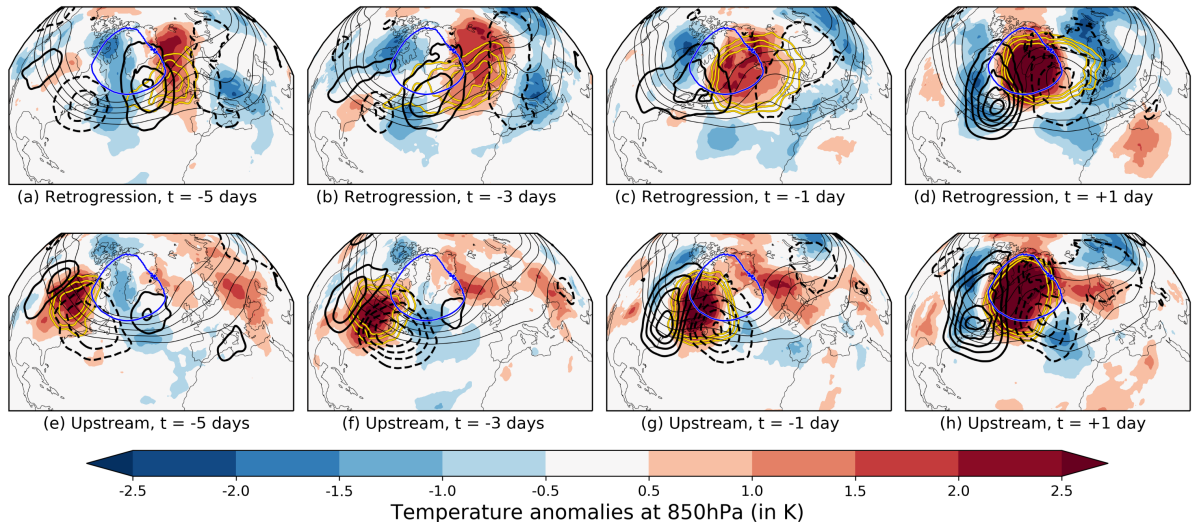 (a) Retrogression, t = -5 days
(b) Retrogression, t = -3 days
(c) Retrogression, t = -1 day
(d) Retrogression, t = +1 day
(e) Upstream, t = -5 days
(f) Upstream, t = -3 days
(g) Upstream, t = -1 day
(h) Upstream, t = +1 day
-2.5 -2.0 -1.5 -1.0 -0.5 0.5 1.0 1.5 2.0 2.5
Temperature anomalies at 850hPa (in K)